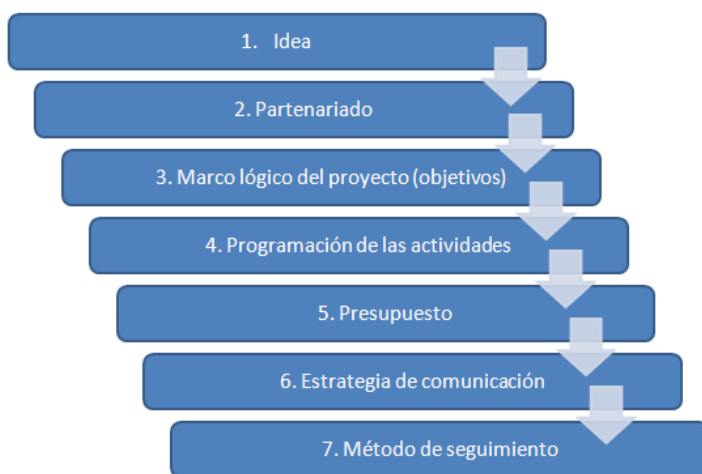 1. Idea
2. Partenariado
3. Marco lógico del proyecto (objetivos)
4. Programación de las actividades
5. Presupuesto
6. Estrategia de comunicación
7. Método de seguimiento